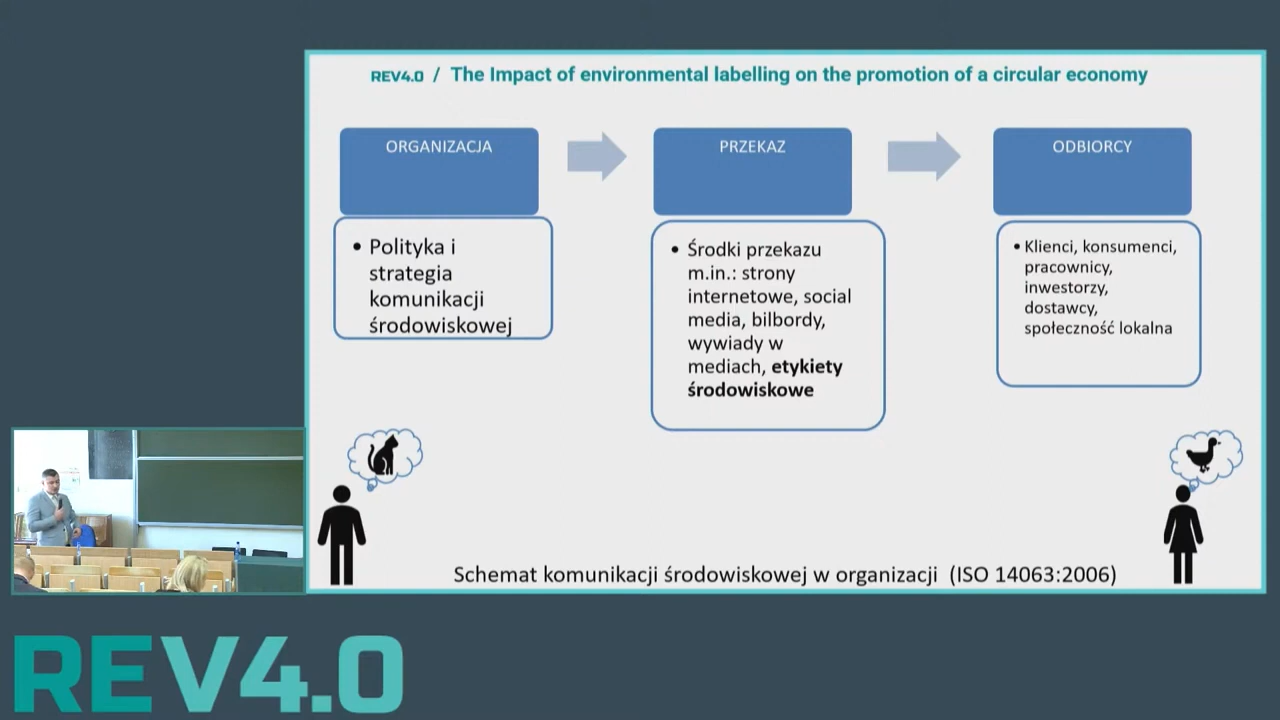 REV4.0 / The Impact of environmental labelling on the promotion of a circular economy
ORGANIZACJA
• Polityka i
strategia
komunikacji
środowiskowej
PRZEKAZ
• Środki przekazu
m.in.: strony
internetowe, social
media, bilbordy,
wywiady w
mediach, etykiety
środowiskowe
ODBIORCY
• Klienci, konsumenci,
pracownicy,
inwestorzy,
dostawcy,
społeczność lokalna
Schemat komunikacji środowiskowej w organizacji (ISO 14063:2006)
REV4.0